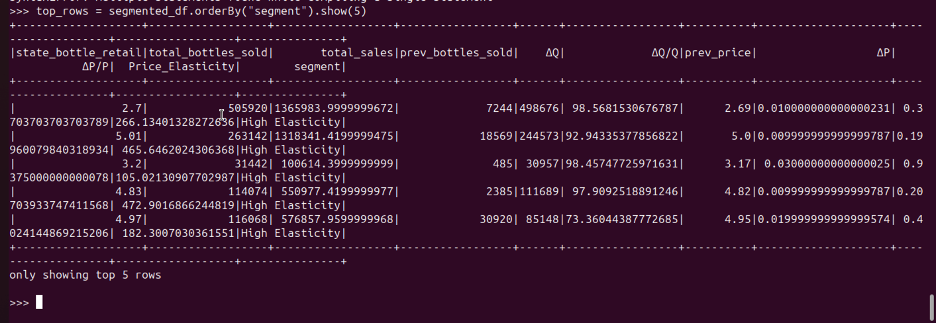 >>> top_rows = segmented_df.orderBy("segment").show(5)
+------------------+------------------+------------------+------------------+------+-----------------+----------+--------------------+----
--------------+------------------+---------------+
|state_bottle_retail|total_bottles_sold|       total_sales|prev_bottles_sold|    ΔQ|             ΔQ/Q|prev_price|                  ΔP|
          ΔP/P|  Price_Elasticity|        segment|
+------------------+------------------+------------------+------------------+------+-----------------+----------+--------------------+----
--------------+------------------+---------------+
|                2.7|            505920|1365983.9999999672|             7244|498676| 98.5681530676787|      2.69|0.010000000000000231| 0.3
703703703703789|266.13401328272636|High Elasticity|
|               5.01|            263142|1318341.4199999475|            18569|244573|92.94335377856822|       5.0|0.009999999999999787|0.19
960079840318934| 465.6462024306368|High Elasticity|
|                3.2|             31442| 100614.3999999999|              485| 30957|98.45747725971631|      3.17| 0.03000000000000025| 0.9
375000000000078|105.02130907702987|High Elasticity|
|               4.83|            114074| 550977.4199999977|             2385|111689| 97.9092518891246|      4.82|0.009999999999999787|0.20
703933747411568| 472.9016866244819|High Elasticity|
|               4.97|            116068| 576857.9599999968|            30920| 85148|73.36044387772685|      4.95|0.019999999999999574| 0.4
024144869215206| 182.3007030361551|High Elasticity|
+------------------+------------------+------------------+------------------+------+-----------------+----------+--------------------+----
--------------+------------------+---------------+
only showing top 5 rows
>>>